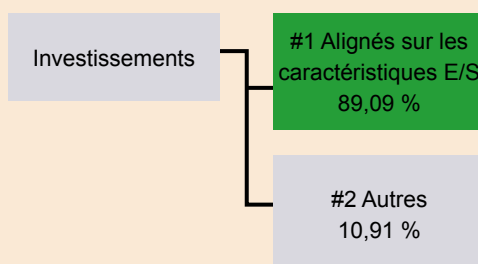 Investissements
#1 Alignés sur les
caractéristiques E/S
89,09 %
#2 Autres
10,91 %